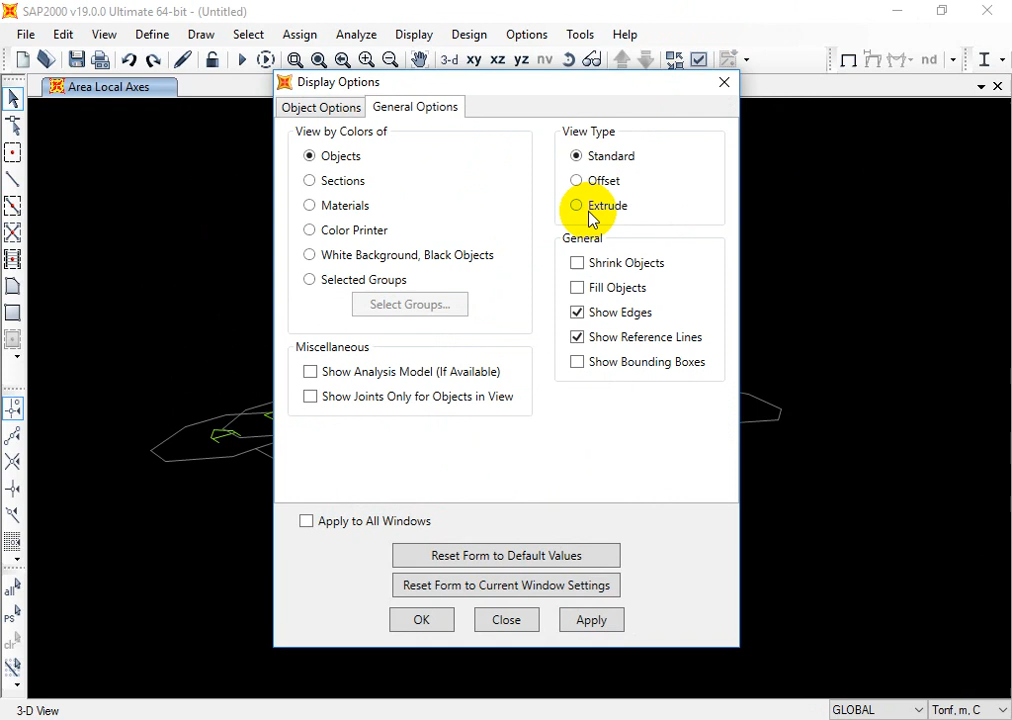 SAP2000 v19.0.0 Ultimate 64-bit - (Untitled)
File Edit View Define Draw Select Assign Analyze Display Design Options Tools Help
3-d xy xz yz nv nd
Area Local Axes
Display Options
Object Options General Options
View by Colors of
Objects
Sections
Materials
Color Printer
White Background, Black Objects
Selected Groups
Select Groups...
Miscellaneous
Show Analysis Model (If Available)
Show Joints Only for Objects in View
View Type
Standard
Offset
Extrude
General
Shrink Objects
Fill Objects
Show Edges
Show Reference Lines
Show Bounding Boxes
Apply to All Windows
Reset Form to Default Values
Reset Form to Current Window Settings
OK Close Apply
all
PS
clr
3-D View
GLOBAL
Tonf, m, C